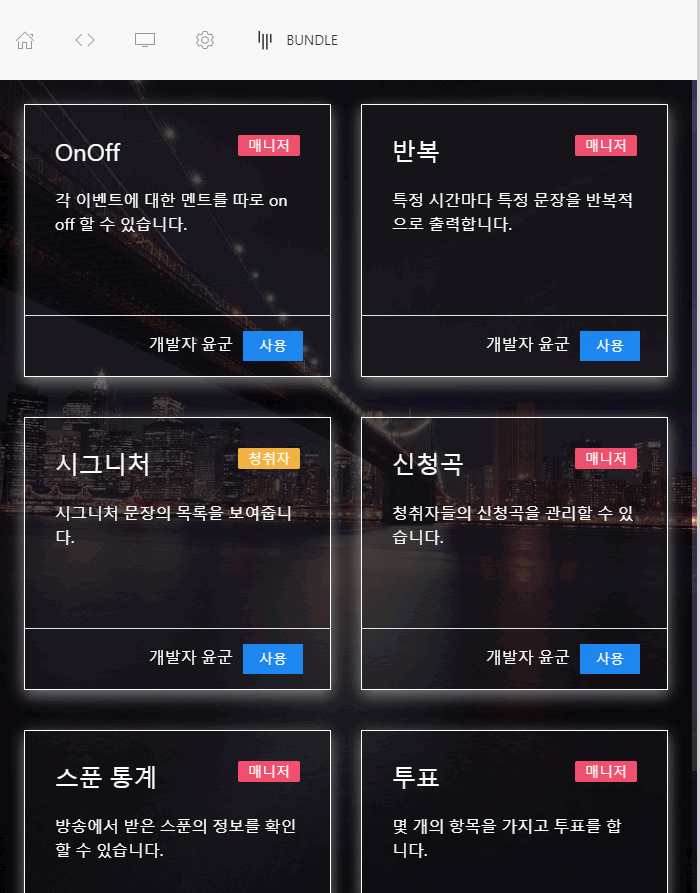 BUNDLE
OnOff
매니저
각 이벤트에 대한 멘트를 따로 on
off 할 수 있습니다.
개발자 윤군
사용
반복
매니저
특정 시간마다 특정 문장을 반복적
으로 출력합니다.
개발자 윤군
사용
시그니처
청취자
시그니처 문장의 목록을 보여줍니
다.
개발자 윤군
사용
신청곡
매니저
청취자들의 신청곡을 관리할 수 있
습니다.
개발자 윤군
사용
스푼 통계
매니저
방송에서 받은 스푼의 정보를 확인
할 수 있습니다.
투표
매니저
몇 개의 항목을 가지고 투표를 합
니다.